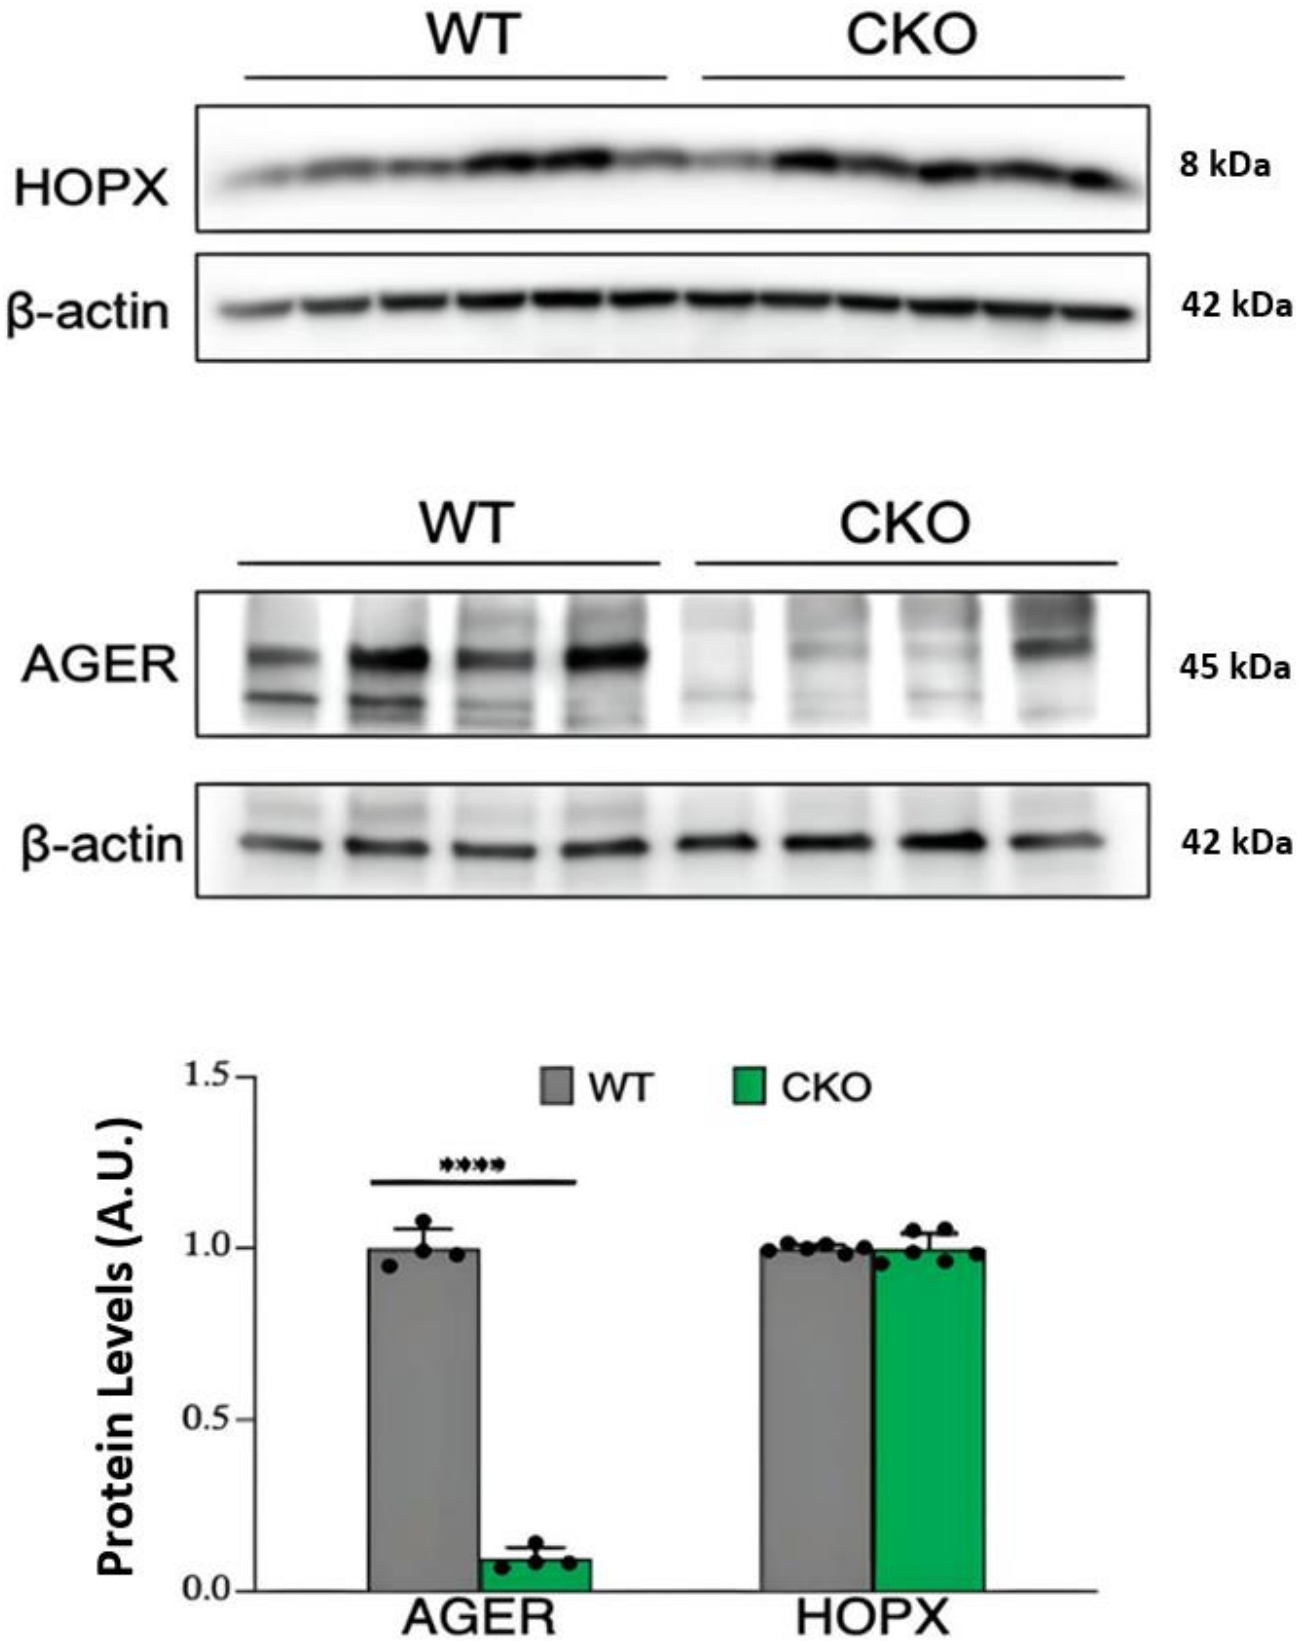 WT CKO
HOPX 8 kDa
β-actin 42 kDa
WT CKO
AGER 45 kDa
β-actin 42 kDa
WT CKO
1.5
****
1.0
0.5
0.0
Protein Levels (A.U.)
AGER HOPX